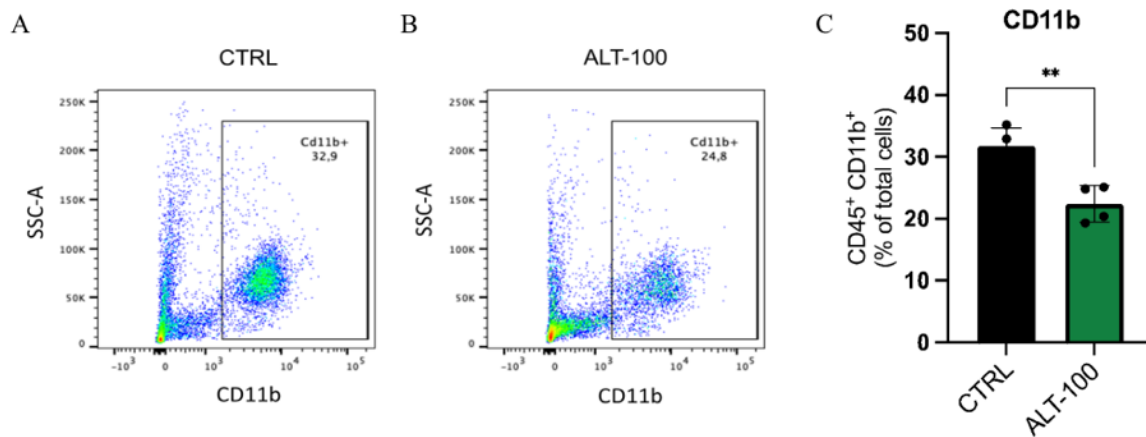 A
CTRL
SSC-A
250K
200K
150K
100K
50K
0
Cd11b+
32,9
-10³ 0 10³ 10⁴ 10⁵
CD11b
B
ALT-100
SSC-A
250K
200K
150K
100K
50K
0
Cd11b+
24,8
-10³ 0 10³ 10⁴ 10⁵
CD11b
C
CD11b
**
CD45⁺ CD11b⁺
(% of total cells)
50
40
30
20
10
0
CTRL
ALT-100